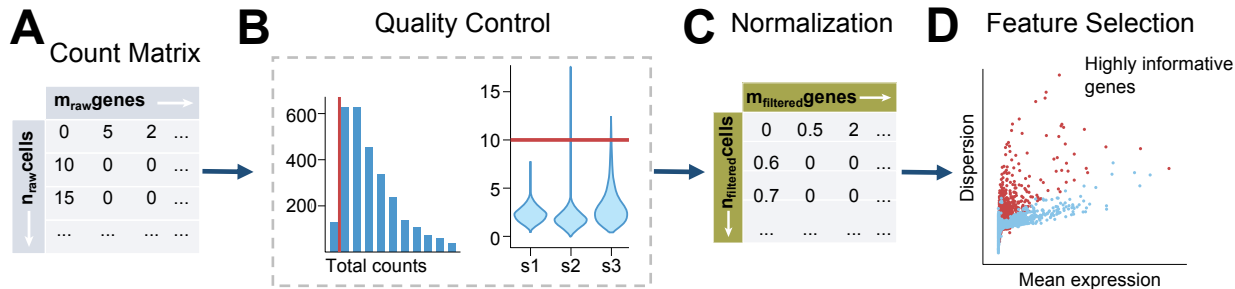 A
Count Matrix
m_raw genes
n_raw cells
0 5 2 ...
10 0 0 ...
15 0 0 ...
... ... ... ...
B
Quality Control
600
400
200
Total counts
15
10
5
0
s1 s2 s3
C
Normalization
m_filtered genes
n_filtered cells
0 0.5 2 ...
0.6 0 0 ...
0.7 0 0 ...
... ... ... ...
D
Feature Selection
Highly informative
genes
Dispersion
Mean expression